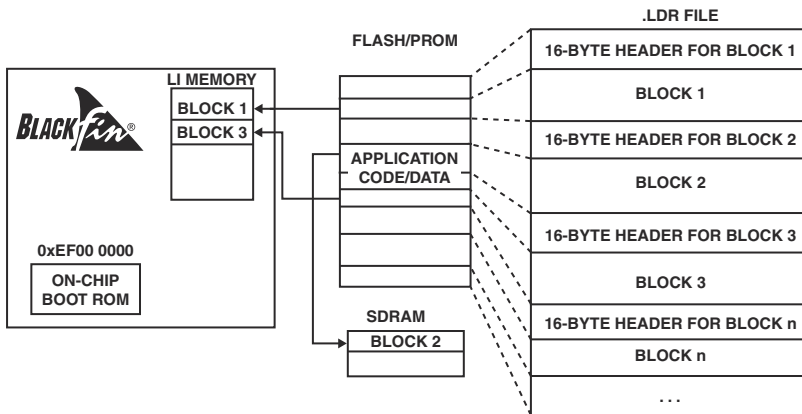 .LDR FILE
FLASH/PROM
16-BYTE HEADER FOR BLOCK 1
LI MEMORY
BLOCK 1
BLOCK 1
BLACKfin®
BLOCK 3
16-BYTE HEADER FOR BLOCK 2
APPLICATION
CODE/DATA
BLOCK 2
16-BYTE HEADER FOR BLOCK 3
0xEF00 0000
ON-CHIP
BOOT ROM
BLOCK 3
SDRAM
16-BYTE HEADER FOR BLOCK n
BLOCK 2
BLOCK n
...